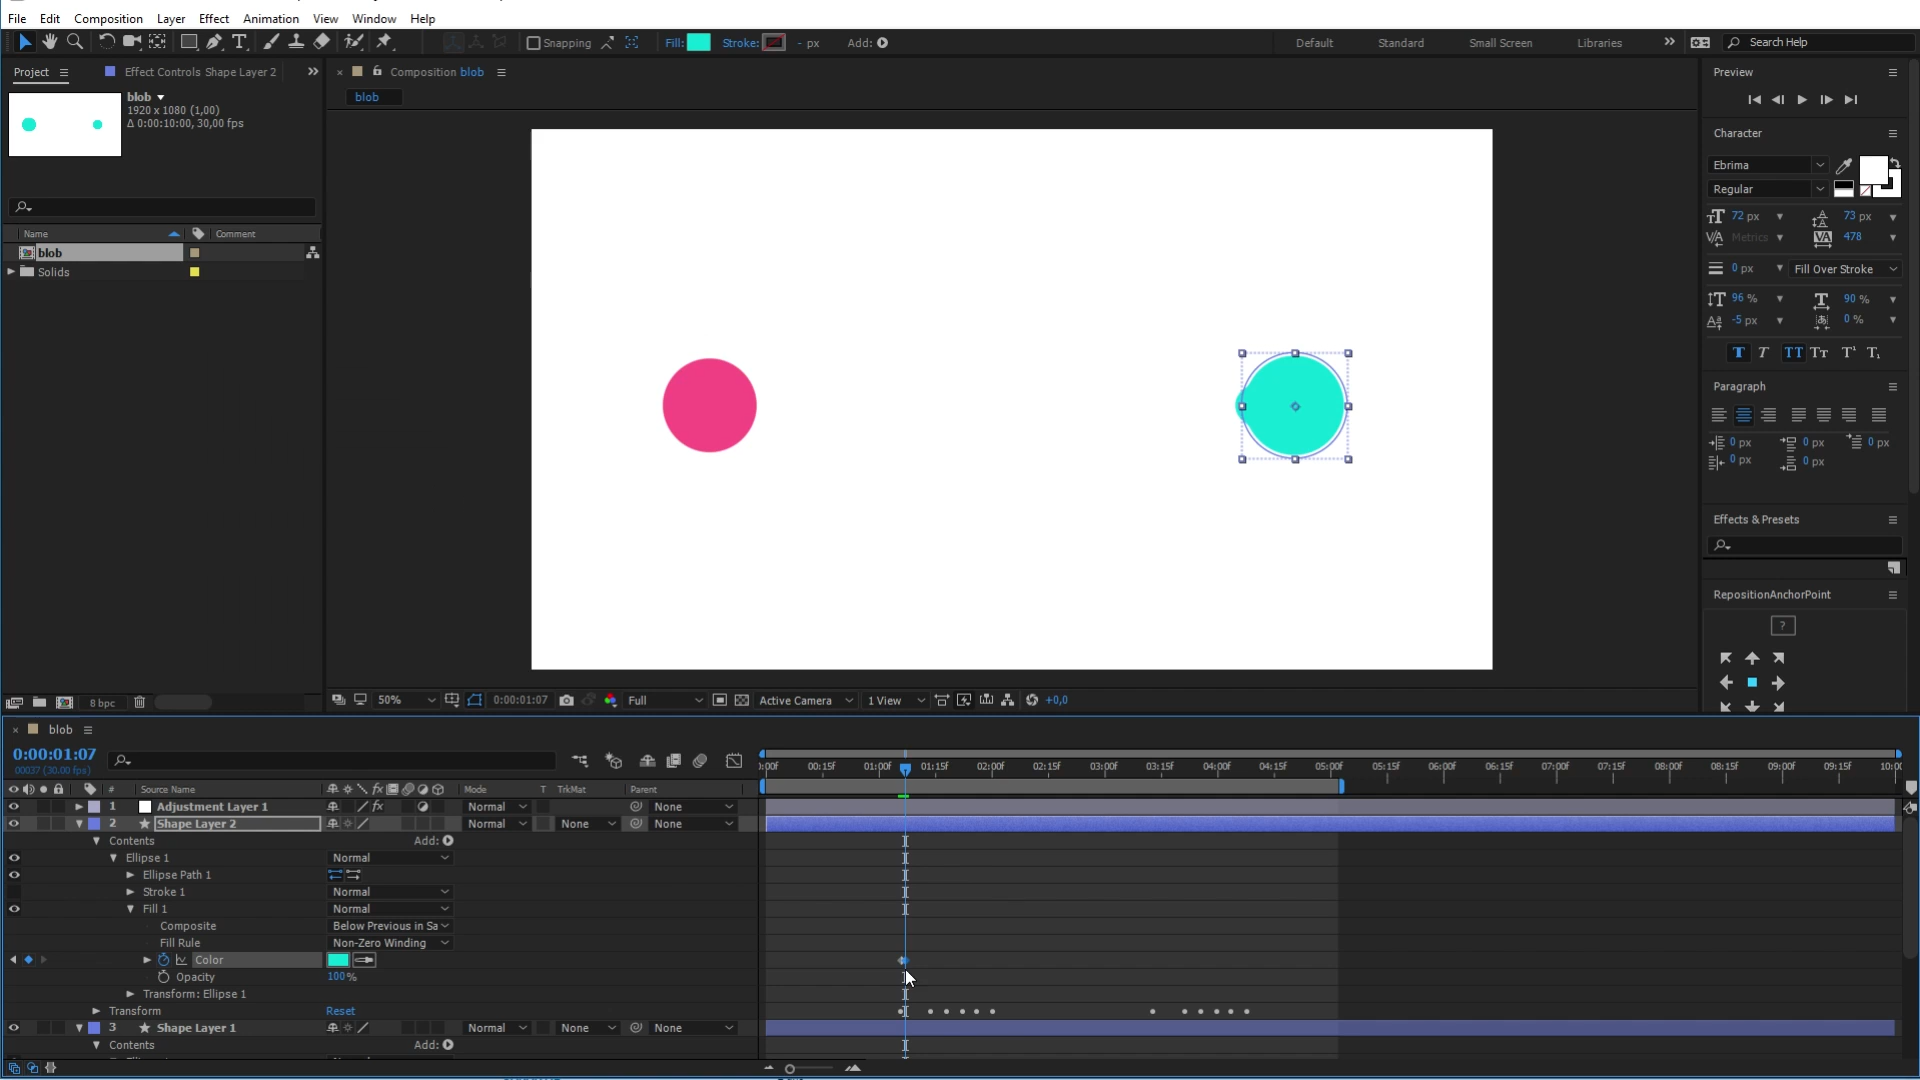 File Edit Composition Layer Effect Animation View Window Help
Snapping Fill: Stroke: - px Add: Default Standard Small Screen Libraries Search Help
Project Effect Controls Shape Layer 2 Composition blob Preview
blob
1920 x 1080 (1,00)
Δ 0:00:10:00, 30,00 fps
blob
Character
Ebrima
Regular
72 px 73 px
Metrics 478
0 px Fill Over Stroke
96 % 90 %
-5 px 0 %
T T TT Tт T¹ T₁
Paragraph
0 px 0 px 0 px
0 px 0 px
Effects & Presets
RepositionAnchorPoint
?
Name Comment
blob
Solids
8 bpc 50% 0:00:01:07 Full Active Camera 1 View +0,0
blob
0:00:01:07
00037 (30.00 fps)
:00f 00:15f 01:00f 01:15f 02:00f 02:15f 03:00f 03:15f 04:00f 04:15f 05:00f 05:15f 06:00f 06:15f 07:00f 07:15f 08:00f 08:15f 09:00f 09:15f 10:0
# Source Name fx Mode T TrkMat Parent
1 Adjustment Layer 1 fx Normal None
2 Shape Layer 2 Normal None None
Contents Add:
Ellipse 1 Normal
Ellipse Path 1
Stroke 1 Normal
Fill 1 Normal
Composite Below Previous in Sa
Fill Rule Non-Zero Winding
Color
Opacity 100%
Transform: Ellipse 1
Transform Reset
3 Shape Layer 1 Normal None None
Contents Add: